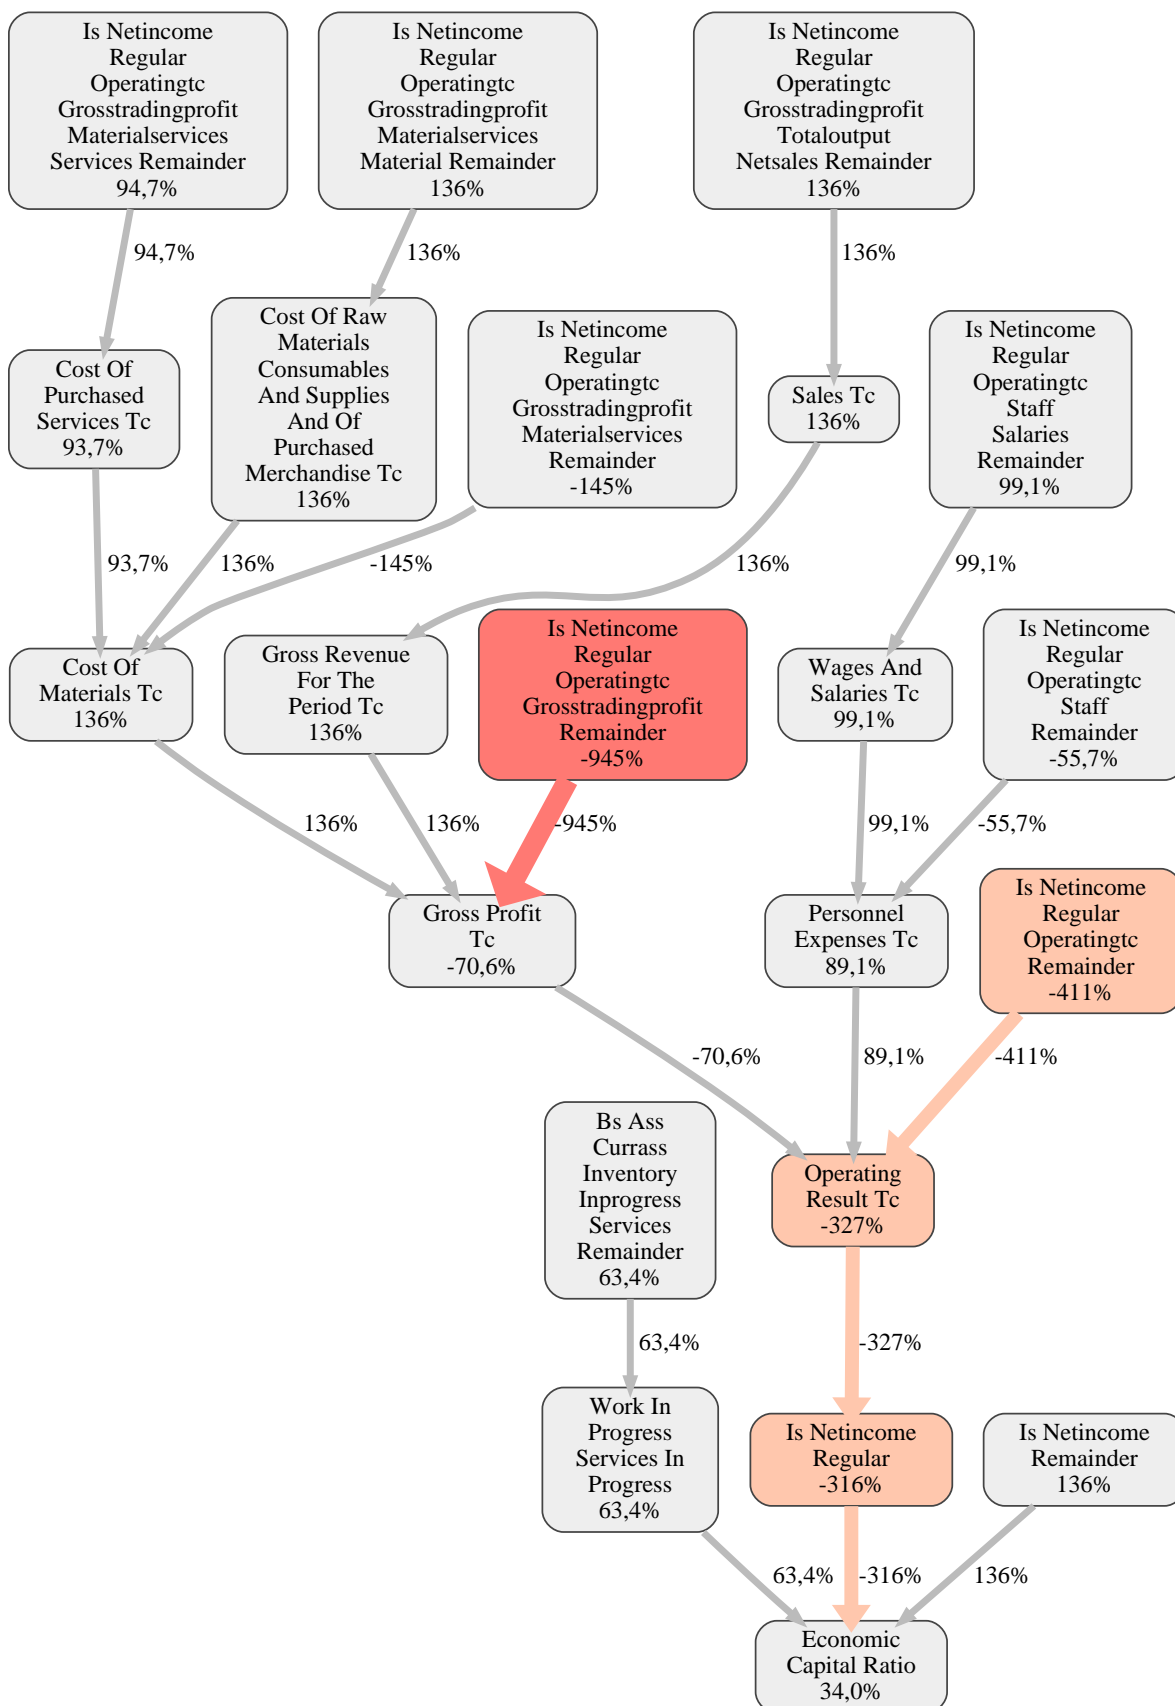 Is Netincome
Regular
Operatingtc
Grosstradingprofit
Materialservices
Services Remainder
94,7%
Is Netincome
Regular
Operatingtc
Grosstradingprofit
Materialservices
Material Remainder
136%
Is Netincome
Regular
Operatingtc
Grosstradingprofit
Totaloutput
Netsales Remainder
136%
94,7%
136%
136%
Cost Of
Purchased
Services Tc
93,7%
Cost Of Raw
Materials
Consumables
And Supplies
And Of
Purchased
Merchandise Tc
136%
Is Netincome
Regular
Operatingtc
Grosstradingprofit
Materialservices
Remainder
-145%
Sales Tc
136%
Is Netincome
Regular
Operatingtc
Staff
Salaries
Remainder
99,1%
93,7%
136%
-145%
136%
99,1%
Cost Of
Materials Tc
136%
Gross Revenue
For The
Period Tc
136%
Is Netincome
Regular
Operatingtc
Grosstradingprofit
Remainder
-945%
Wages And
Salaries Tc
99,1%
Is Netincome
Regular
Operatingtc
Staff
Remainder
-55,7%
136%
136%
-945%
99,1%
-55,7%
Gross Profit
Tc
-70,6%
Personnel
Expenses Tc
89,1%
Is Netincome
Regular
Operatingtc
Remainder
-411%
-70,6%
89,1%
-411%
Bs Ass
Currass
Inventory
Inprogress
Services
Remainder
63,4%
Operating
Result Tc
-327%
63,4%
-327%
Work In
Progress
Services In
Progress
63,4%
Is Netincome
Regular
-316%
Is Netincome
Remainder
136%
63,4%
-316%
136%
Economic
Capital Ratio
34,0%